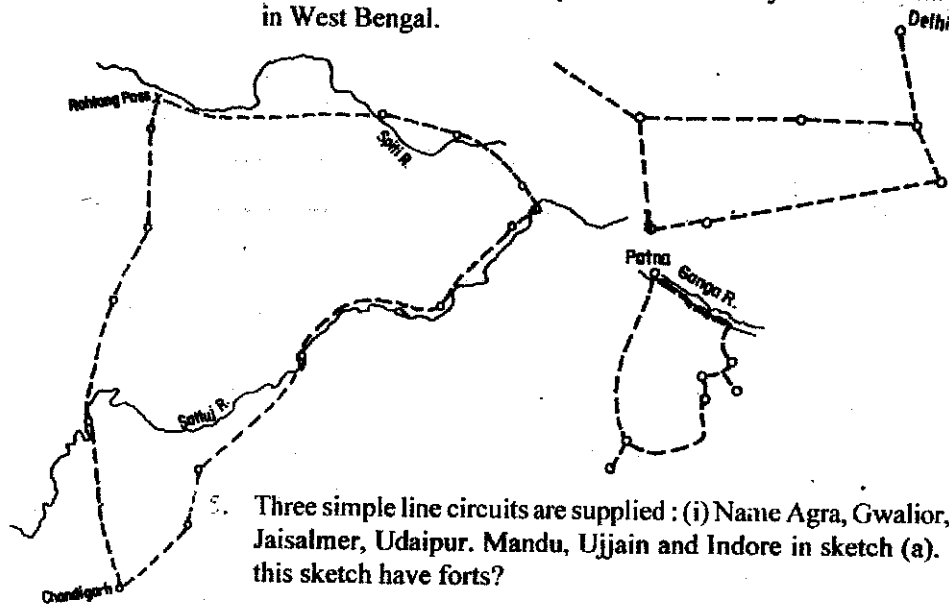 in West Bengal.
Delhi
Rohtang Pass
Spiti R.
Patna
Ganga R.
Satluj R.
5. Three simple line circuits are supplied : (i) Name Agra, Gwalior,
Jaisalmer, Udaipur. Mandu, Ujjain and Indore in sketch (a).
this sketch have forts?
Chandigarh